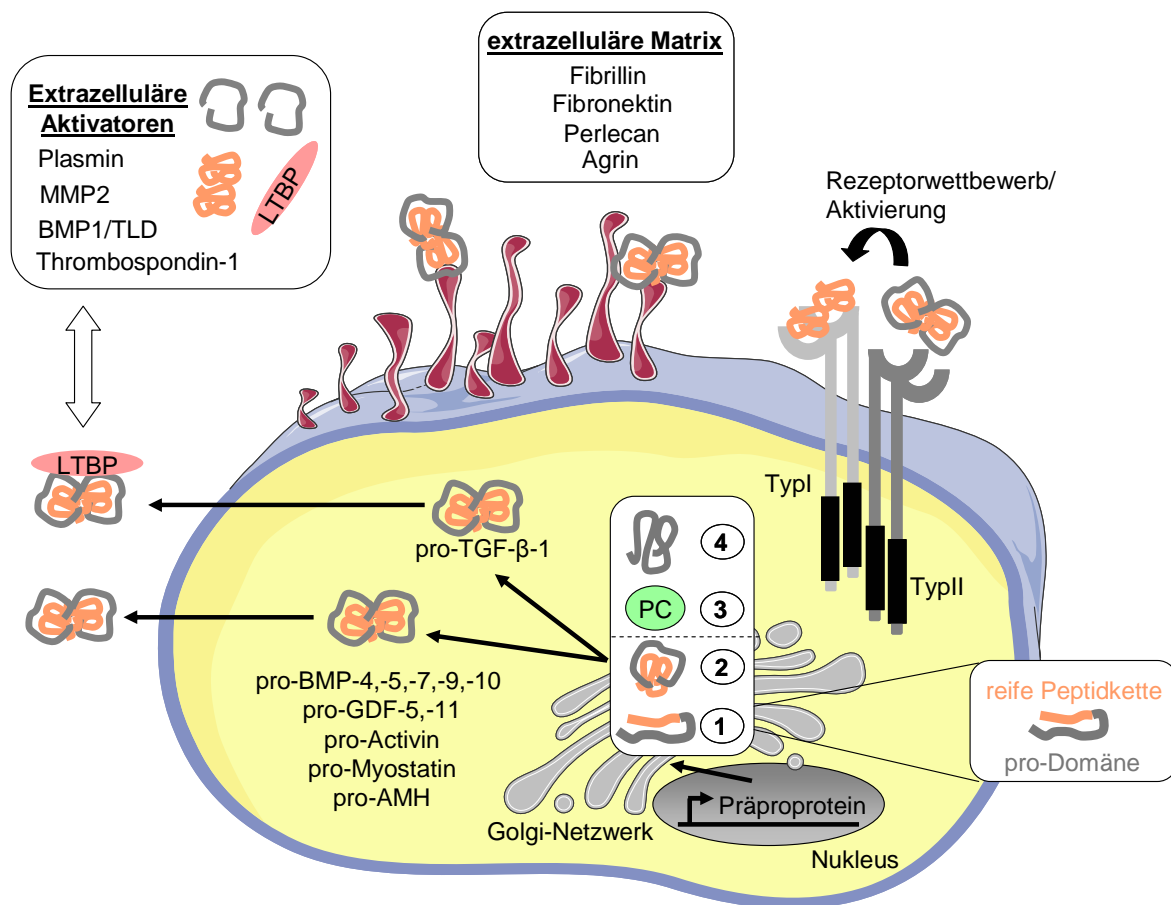 extrazelluläre Matrix
Fibrillin
Fibronektin
Perlecan
Agrin
Extrazelluläre
Aktivatoren
Plasmin
MMP2
BMP1/TLD
Thrombospondin-1
LTBP
Rezeptorwettbewerb/
Aktivierung
LTBP
TypI
TypII
pro-TGF-β-1
4
PC 3
2
1
pro-BMP-4,-5,-7,-9,-10
pro-GDF-5,-11
pro-Activin
pro-Myostatin
pro-AMH
reife Peptidkette
pro-Domäne
Golgi-Netzwerk
Präproprotein
Nukleus